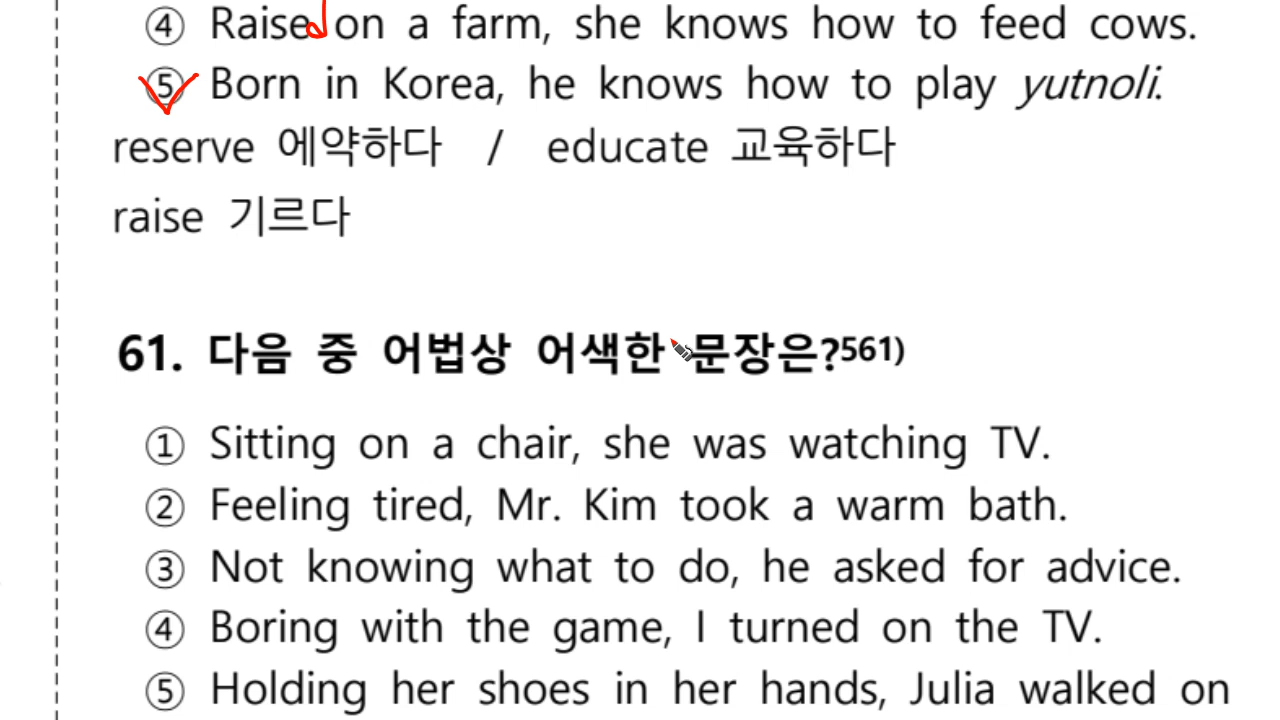 ④ Raised on a farm, she knows how to feed cows.
⑤ Born in Korea, he knows how to play yutnoli.
reserve 에약하다 / educate 교육하다
raise 기르다
61. 다음 중 어법상 어색한 문장은?561)
① Sitting on a chair, she was watching TV.
② Feeling tired, Mr. Kim took a warm bath.
③ Not knowing what to do, he asked for advice.
④ Boring with the game, I turned on the TV.
⑤ Holding her shoes in her hands, Julia walked on